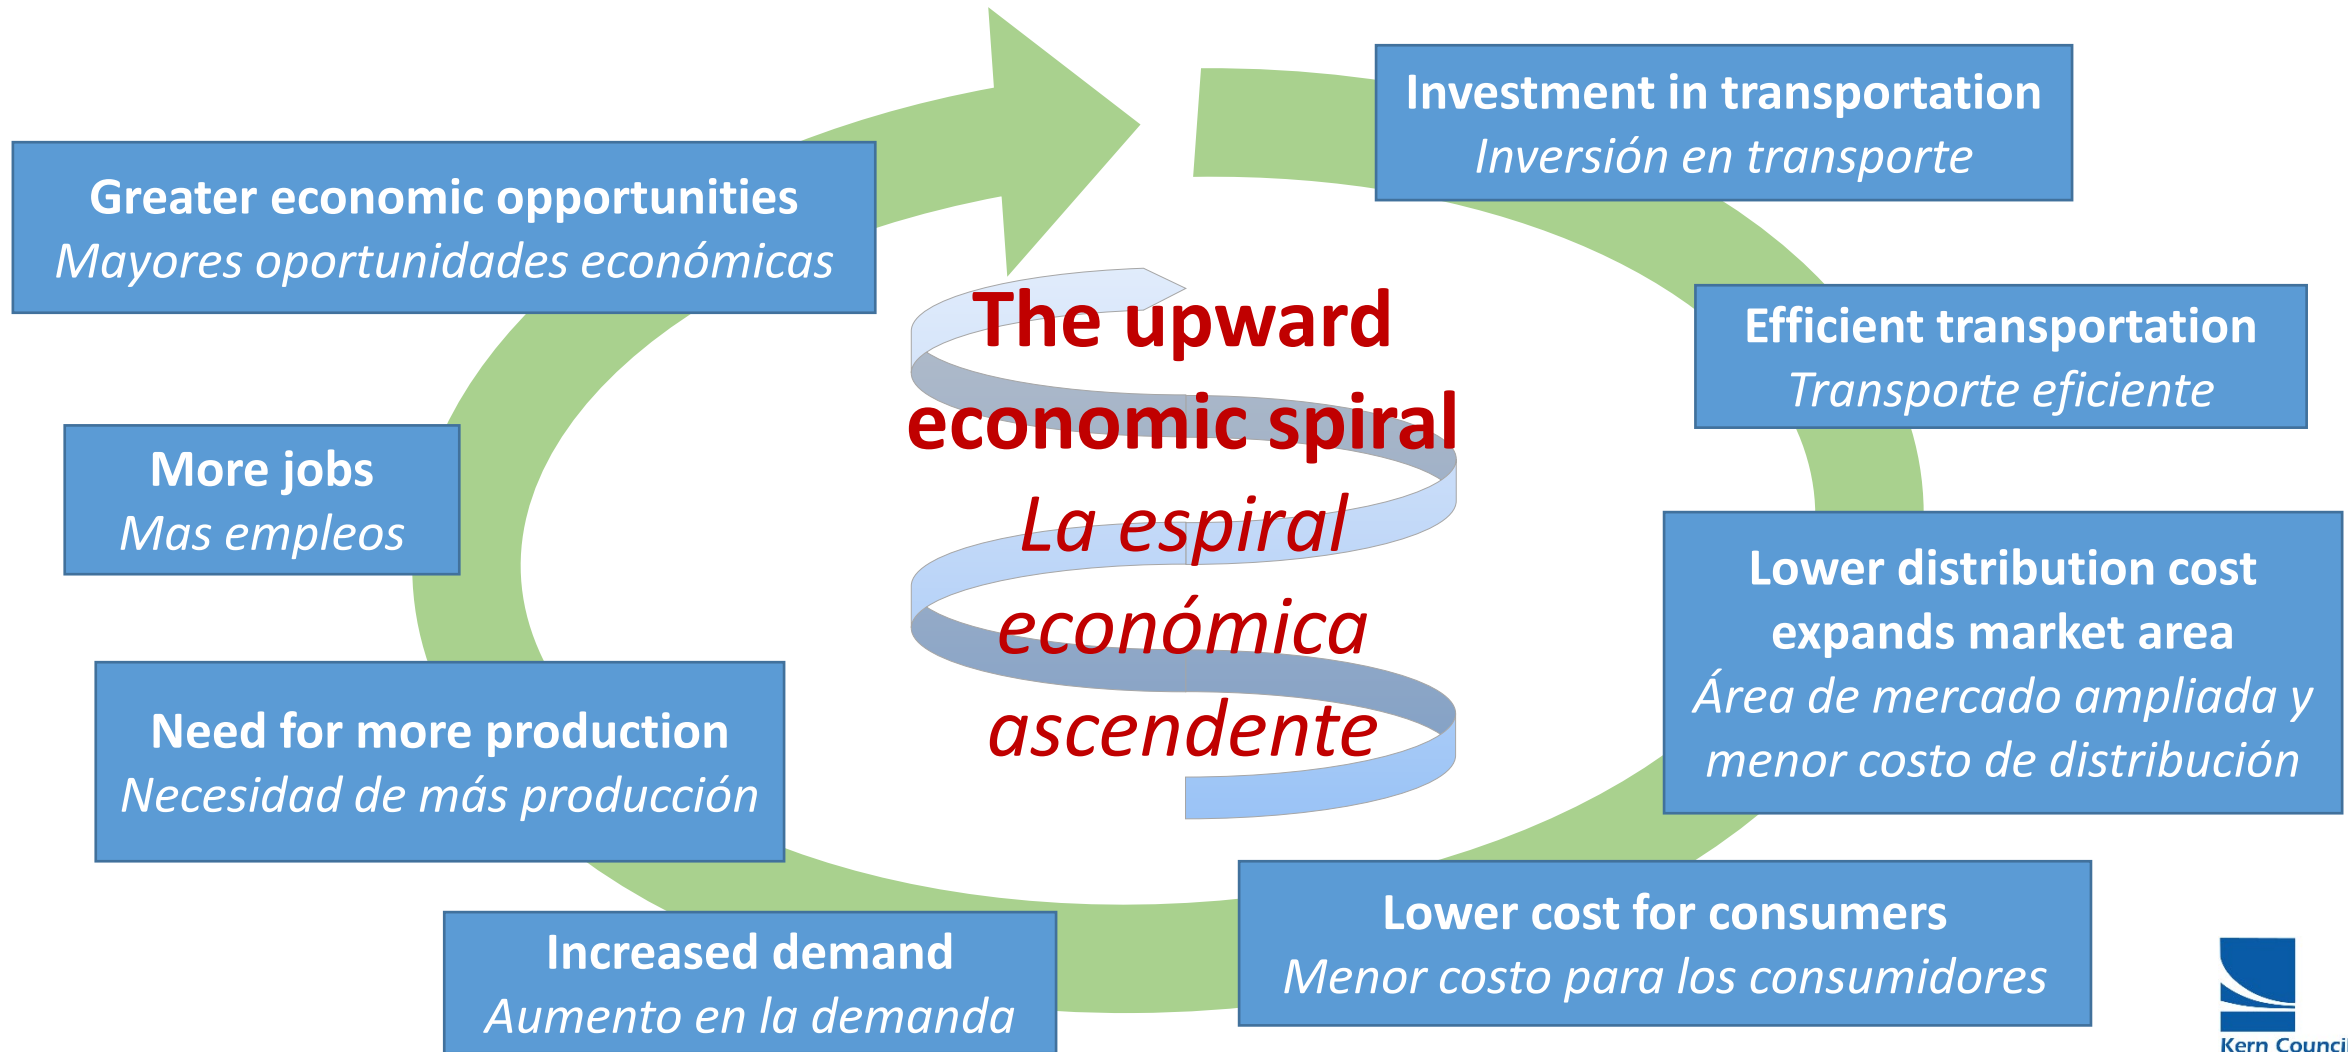 Investment in transportation
Inversión en transporte
Greater economic opportunities
Mayores oportunidades económicas
The upward
economic spiral
La espiral
económica
ascendente
Efficient transportation
Transporte eficiente
More jobs
Mas empleos
Lower distribution cost
expands market area
Área de mercado ampliada y
menor costo de distribución
Need for more production
Necesidad de más producción
Lower cost for consumers
Menor costo para los consumidores
Increased demand
Aumento en la demanda
Kern Counci